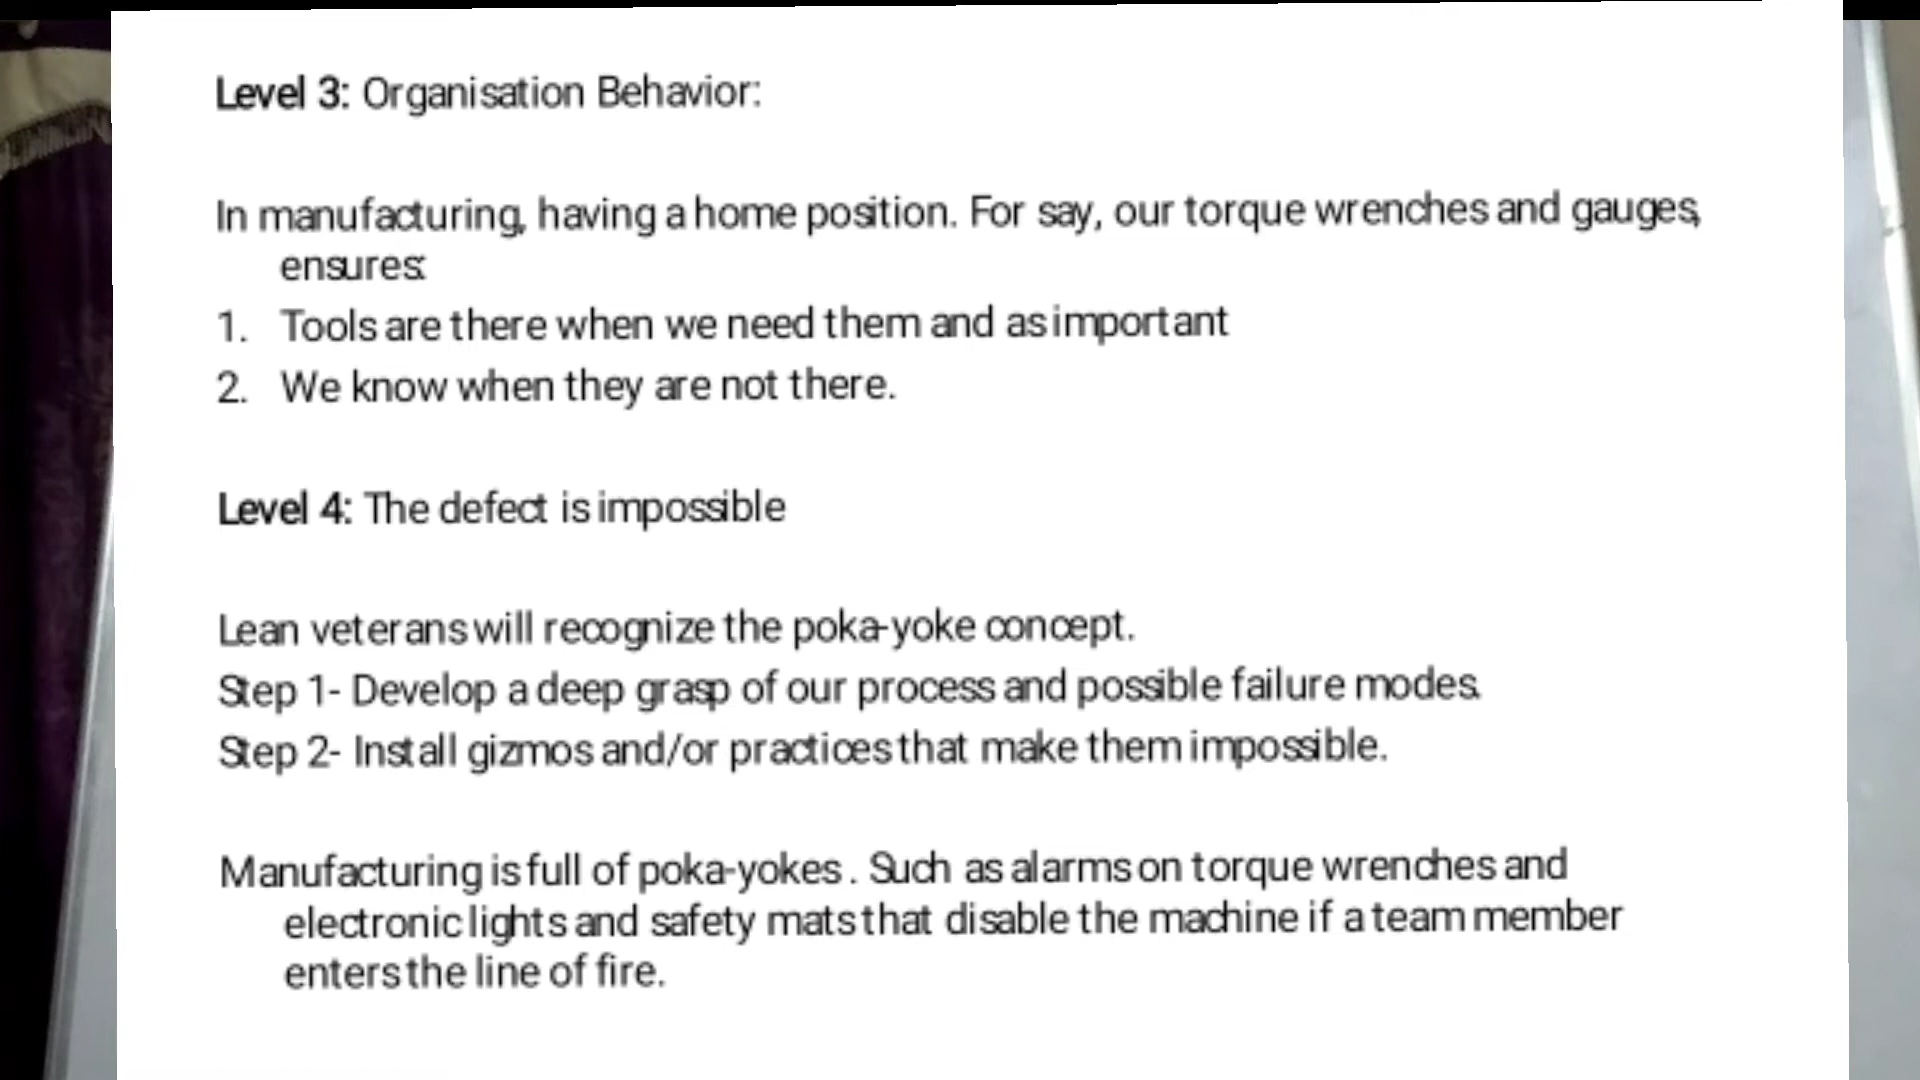 Level 3: Organisation Behavior:
In manufacturing, having a home position. For say, our torque wrenches and gauges,
ensures:
1. Tools are there when we need them and as important
2. We know when they are not there.
Level 4: The defect is impossible
Lean veterans will recognize the poka-yoke concept.
Step 1- Develop a deep grasp of our process and possible failure modes.
Step 2- Install gizmos and/or practices that make them impossible.
Manufacturing is full of poka-yokes . Such as alarms on torque wrenches and
electronic lights and safety mats that disable the machine if a team member
enters the line of fire.